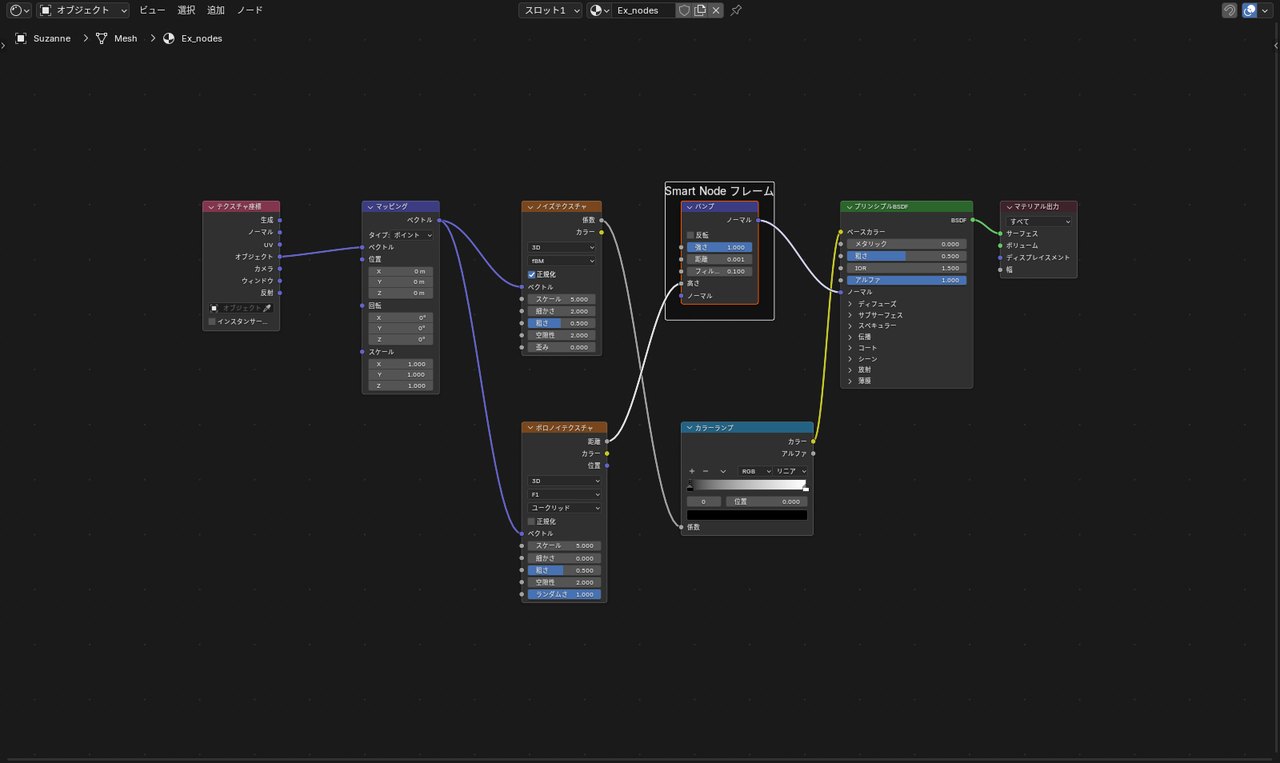 オブジェクト ビュー 選択 追加 ノード スロット1 Ex_nodes
Suzanne Mesh Ex_nodes
Smart Node フレーム
テクスチャ座標
生成
ノーマル
UV
オブジェクト
カメラ
ウィンドウ
反射
オブジェクト
インスタンサー...
マッピング
ベクトル
タイプ: ポイント
ベクトル
位置
X 0 m
Y 0 m
Z 0 m
回転
X 0°
Y 0°
Z 0°
スケール
X 1.000
Y 1.000
Z 1.000
ノイズテクスチャ
係数
カラー
3D
fBM
正規化
ベクトル
スケール 5.000
細かさ 2.000
粗さ 0.500
空隙性 2.000
歪み 0.000
ボロノイテクスチャ
距離
カラー
位置
3D
F1
ユークリッド
正規化
ベクトル
スケール 5.000
細かさ 0.000
粗さ 0.500
空隙性 2.000
ランダムさ 1.000
バンプ
ノーマル
反転
強さ 1.000
距離 0.001
フィル... 0.100
高さ
ノーマル
カラーランプ
カラー
アルファ
RGB リニア
0 位置 0.000
係数
プリンシプルBSDF
BSDF
ベースカラー
メタリック 0.000
粗さ 0.500
IOR 1.500
アルファ 1.000
ノーマル
ディフューズ
サブサーフェス
スペキュラー
伝播
コート
シーン
放射
薄膜
マテリアル出力
すべて
サーフェス
ボリューム
ディスプレイスメント
幅